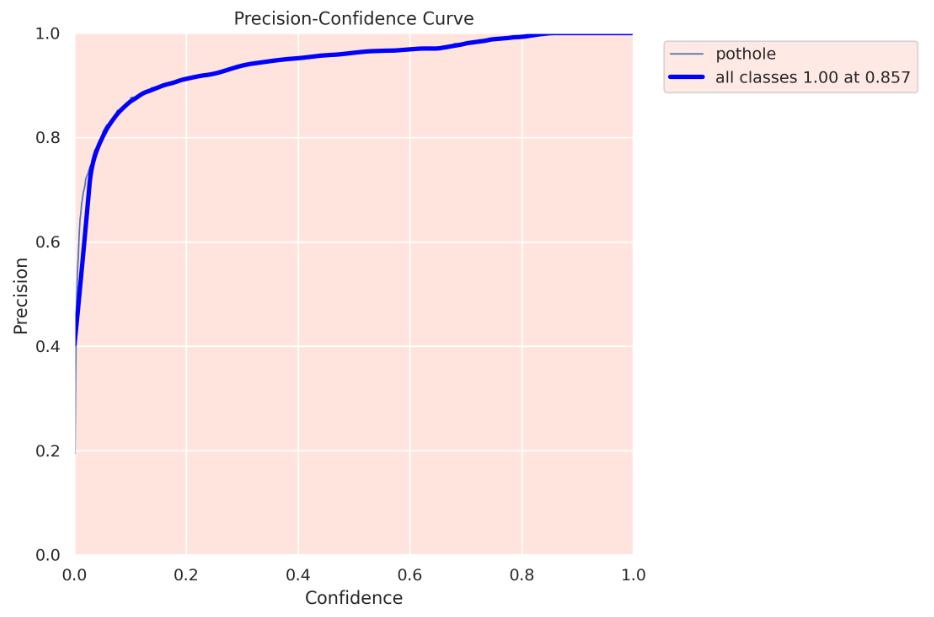 Precision-Confidence Curve
1.0
0.8
0.6
0.4
0.2
0.0
Precision
0.0 0.2 0.4 0.6 0.8 1.0
Confidence
pothole
all classes 1.00 at 0.857